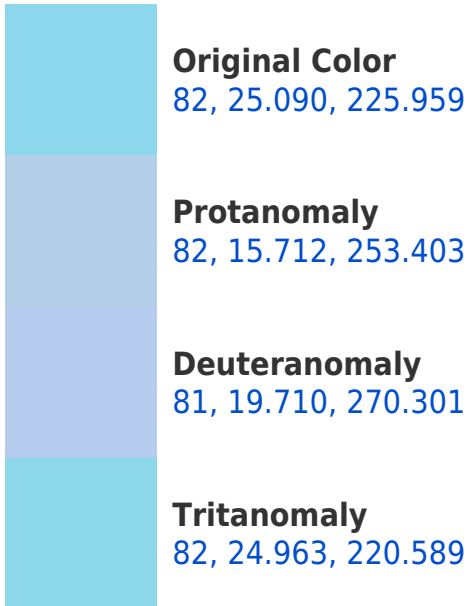 Original Color
82, 25.090, 225.959
Protanomaly
82, 15.712, 253.403
Deuteranomaly
81, 19.710, 270.301
Tritanomaly
82, 24.963, 220.589